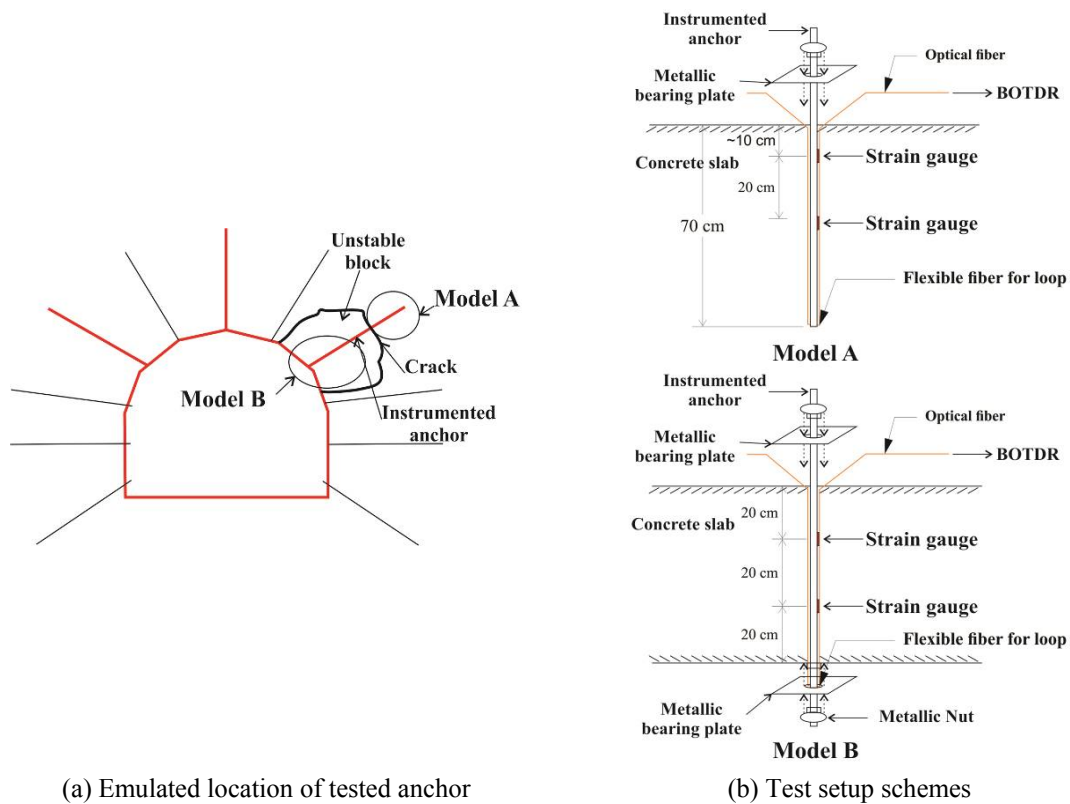 Unstable
block
Model A
Crack
Model B
Instrumented
anchor
(a) Emulated location of tested anchor
Instrumented
anchor
Optical fiber
Metallic
bearing plate
BOTDR
~10 cm
Concrete slab
Strain gauge
20 cm
70 cm
Strain gauge
Flexible fiber for loop
Model A
Instrumented
anchor
Optical fiber
Metallic
bearing plate
BOTDR
20 cm
Concrete slab
Strain gauge
20 cm
Strain gauge
20 cm
Flexible fiber for loop
Metallic
bearing plate
Metallic Nut
Model B
(b) Test setup schemes